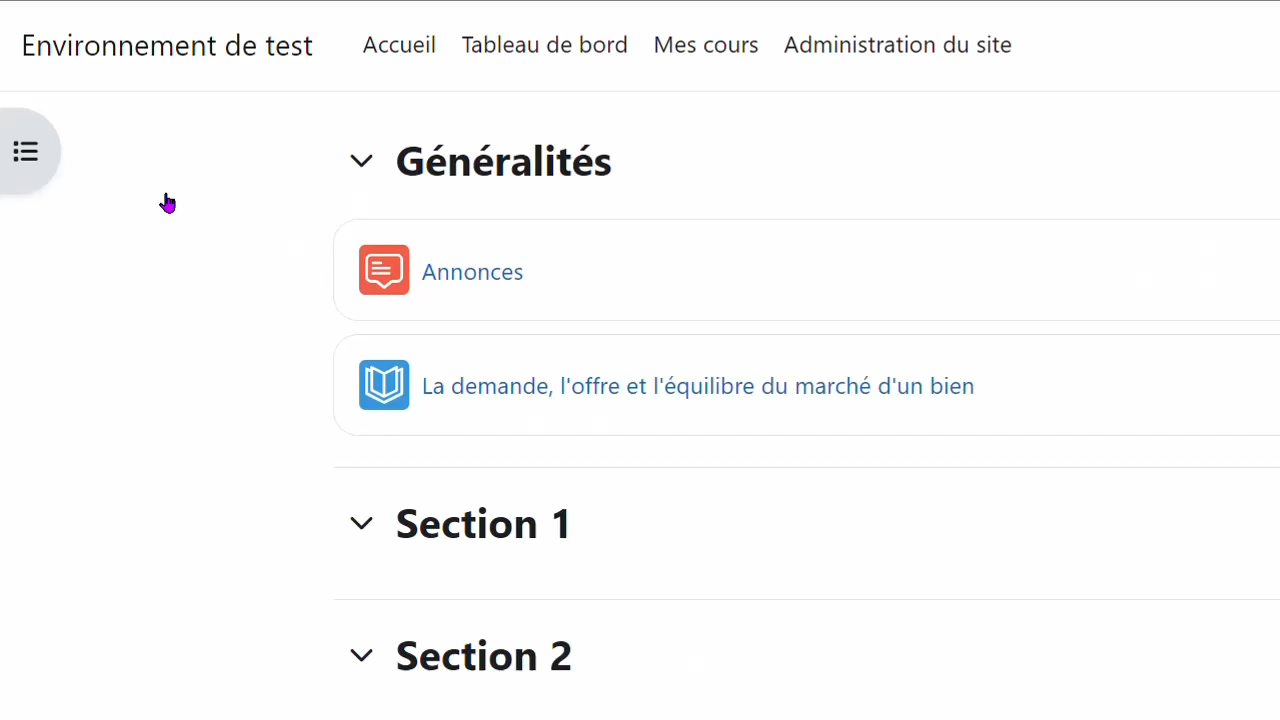 Environnement de test Accueil Tableau de bord Mes cours Administration du site
Généralités
Annonces
La demande, l'offre et l'équilibre du marché d'un bien
Section 1
Section 2